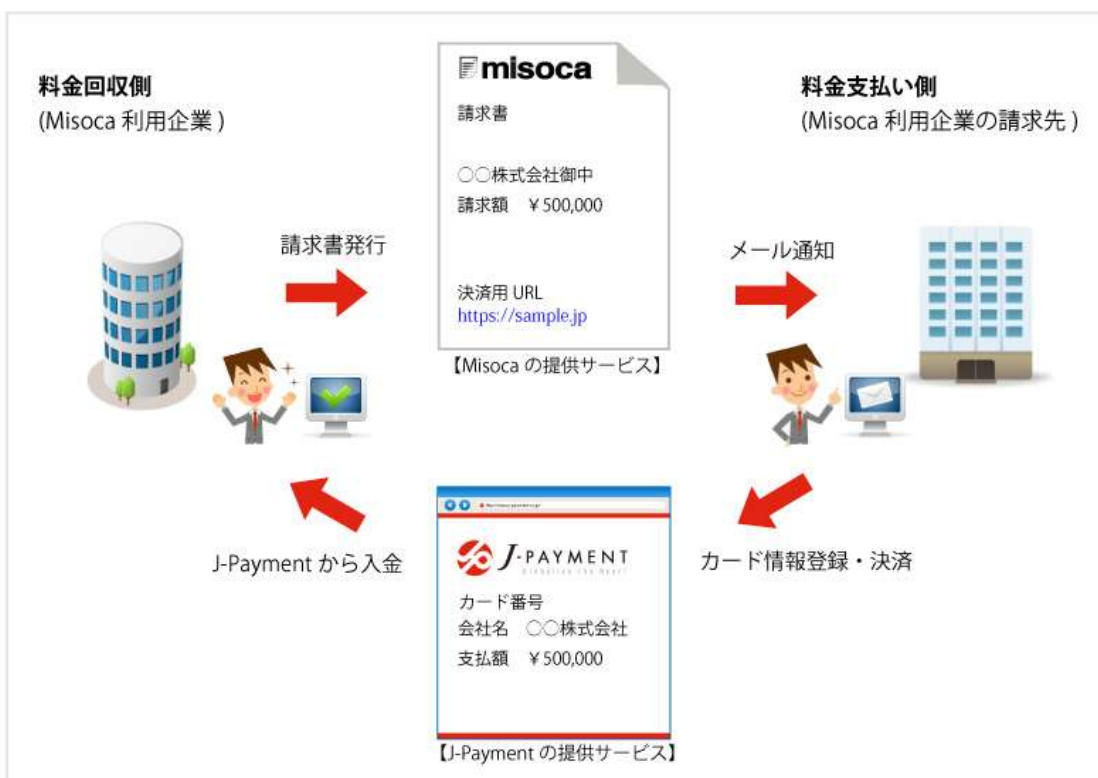 料金回収側
(Misoca 利用企業 )
misoca
請求書
○○株式会社御中
請求額　￥500,000
決済用 URL
https://sample.jp
【Misoca の提供サービス】
料金支払い側
(Misoca 利用企業の請求先 )
請求書発行
メール通知
J-Payment から入金
カード情報登録・決済
J-PAYMENT
カード番号
会社名　○○株式会社
支払額　￥500,000
【J-Payment の提供サービス】